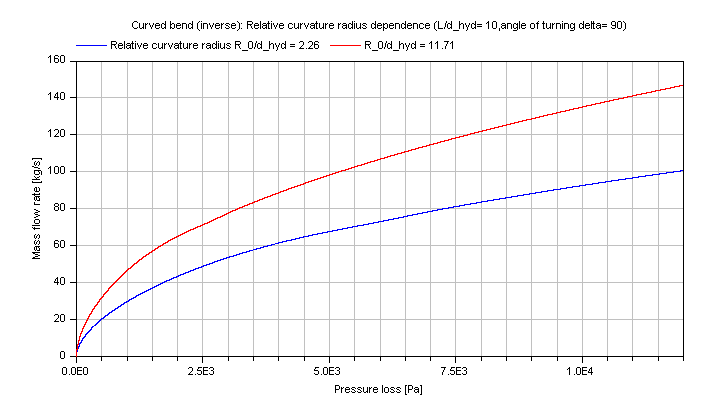 Curved bend (inverse): Relative curvature radius dependence (L/d_hyd= 10,angle of turning delta= 90)
Relative curvature radius R_0/d_hyd = 2.26 R_0/d_hyd = 11.71
160
140
120
100
80
60
40
20
0
Mass flow rate [kg/s]
0.0E0 2.5E3 5.0E3 7.5E3 1.0E4
Pressure loss [Pa]